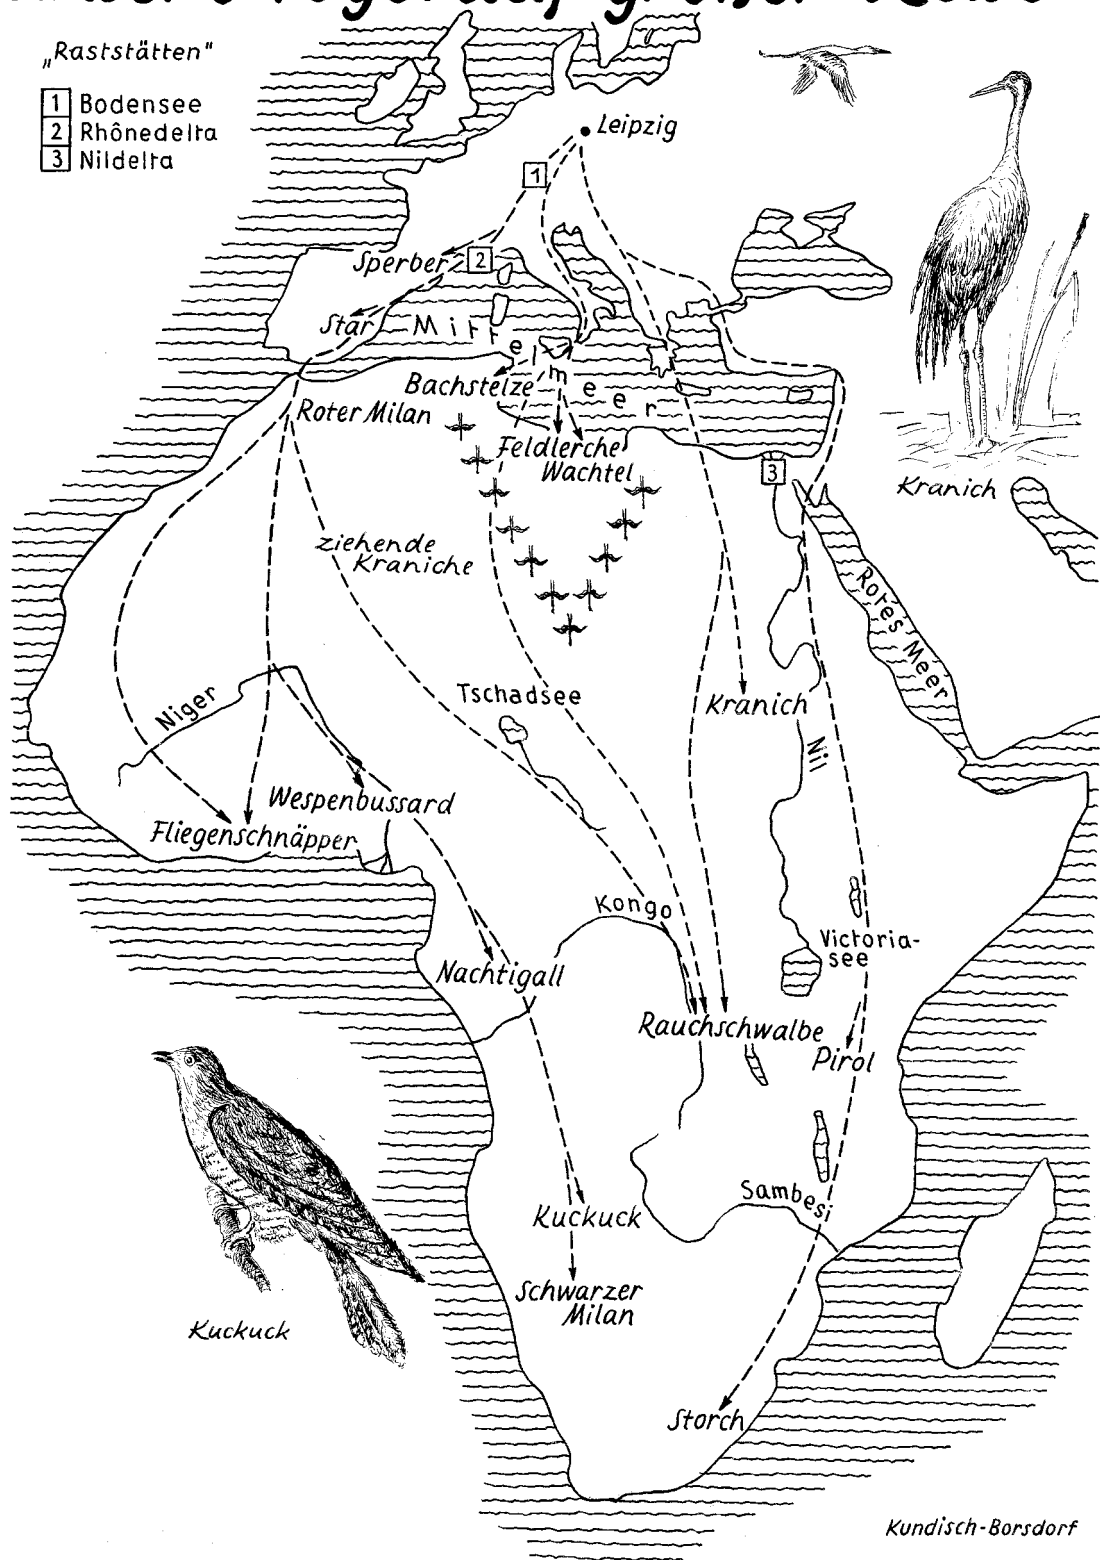 „Raststätten"
1 Bodensee
2 Rhônedelta
3 Nildelta
Leipzig
1
Sperber
2
Star
Mittelmeer
Bachstelze
Roter Milan
Feldlerche
Wachtel
3
Kranich
ziehende
Kraniche
Rotes Meer
Tschadsee
Kranich
Niger
Nil
Wespenbussard
Fliegenschnäpper
Kongo
Victoria-
see
Nachtigall
Rauchschwalbe
Pirol
Sambesi
Kuckuck
Schwarzer
Milan
Kuckuck
Storch
Kundisch-Borsdorf